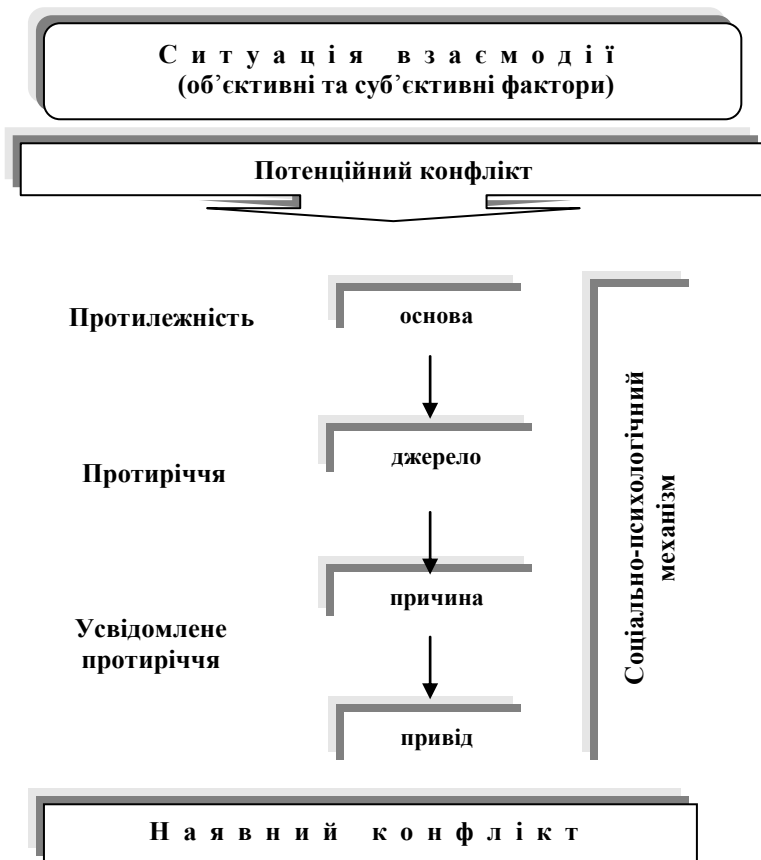 Ситуація взаємодії
(об’єктивні та суб’єктивні фактори)
Потенційний конфлікт
Протилежність
основа
Протиріччя
джерело
Усвідомлене
протиріччя
причина
привід
Соціально-психологічний
механізм
Наявний конфлікт